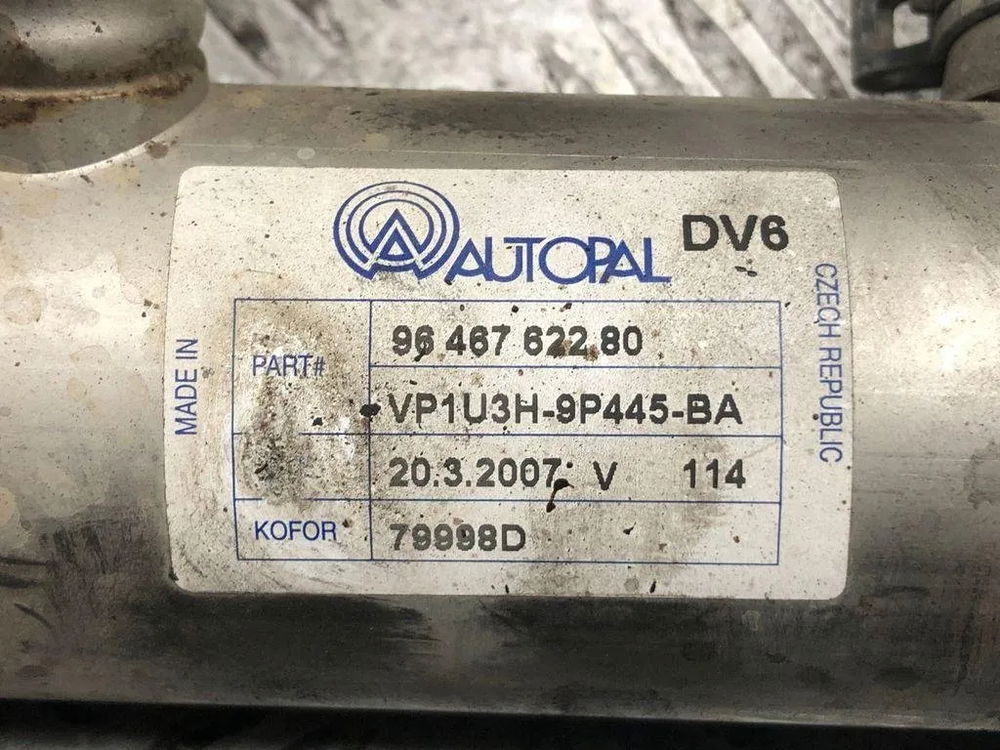 AUTOPAL
DV6
MADE IN
PART#
96 467 622 80
VP1U3H-9P445-BA
20.3.2007 V 114
KOFOR
79998D
CZECH REPUBLIC